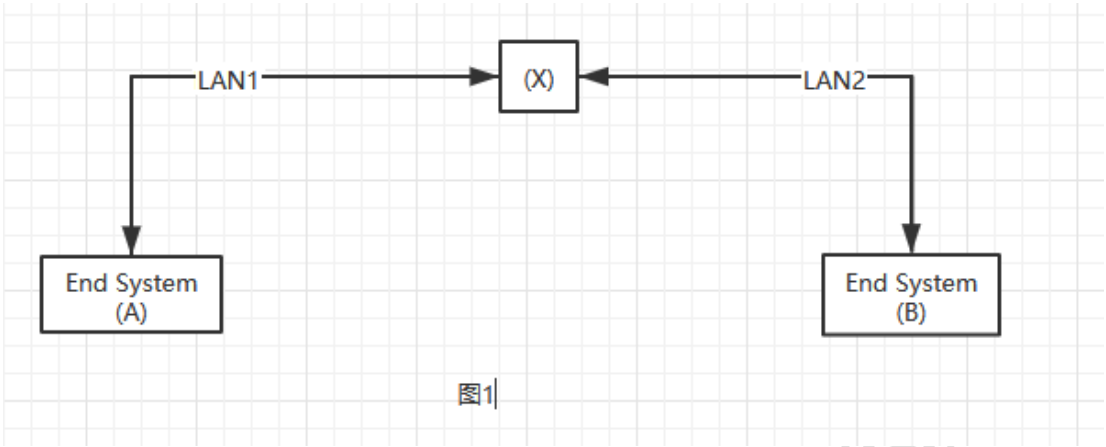 LAN1
(X)
LAN2
End System
(A)
End System
(B)
图1